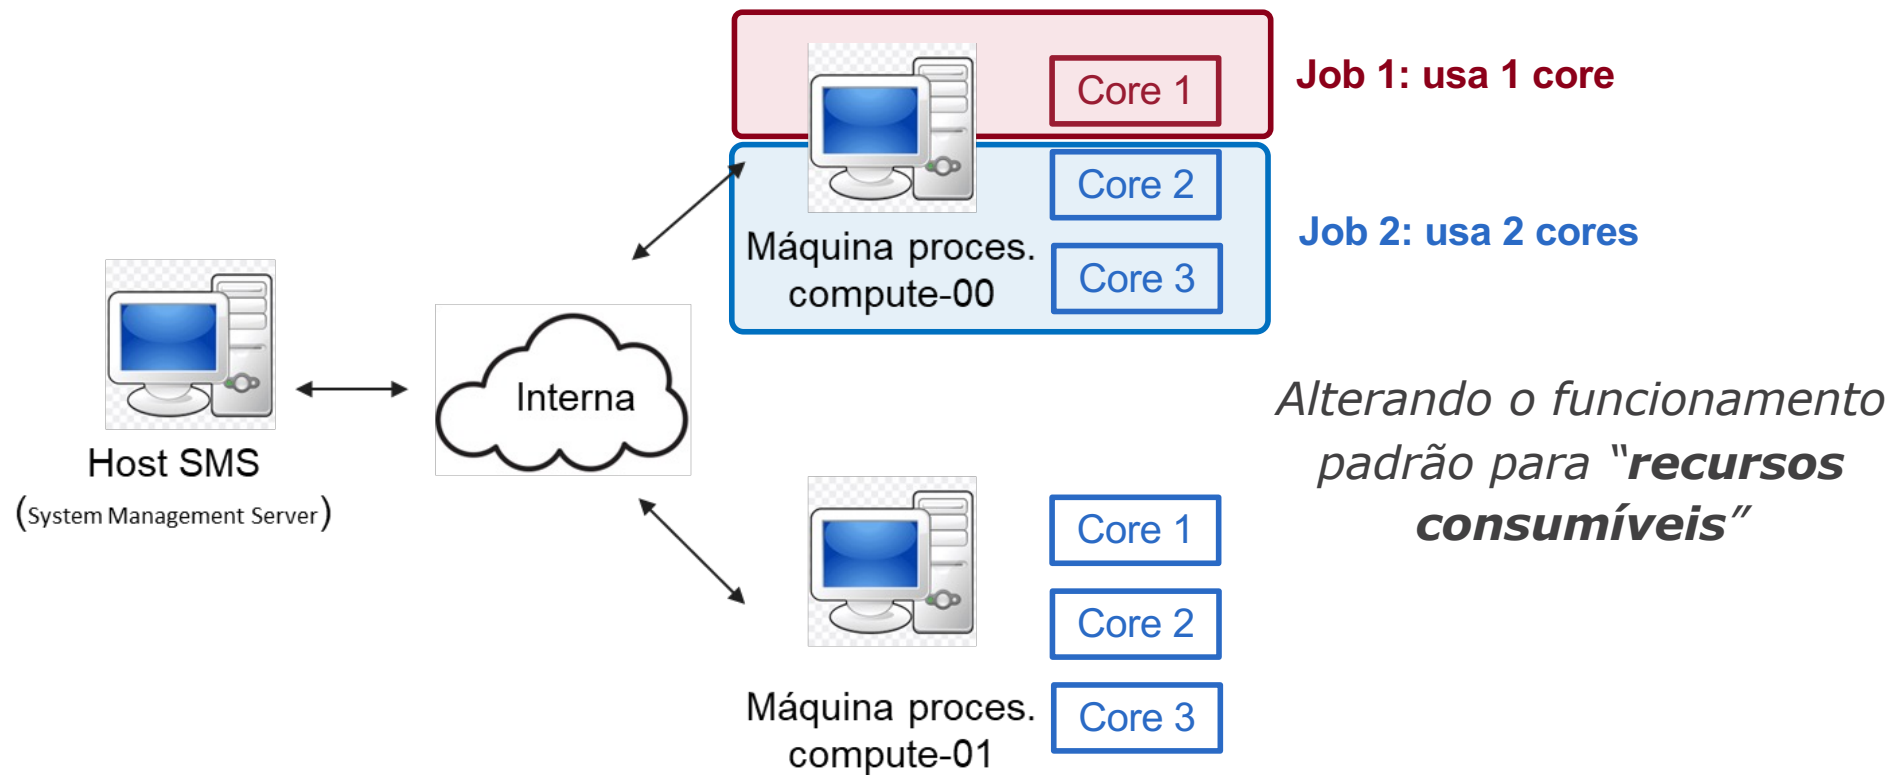 Core 1
Job 1: usa 1 core
Core 2
Job 2: usa 2 cores
Máquina proces.
compute-00
Core 3
Interna
Host SMS
(System Management Server)
Alterando o funcionamento
padrão para “recursos
consumíveis”
Core 1
Core 2
Máquina proces.
compute-01
Core 3